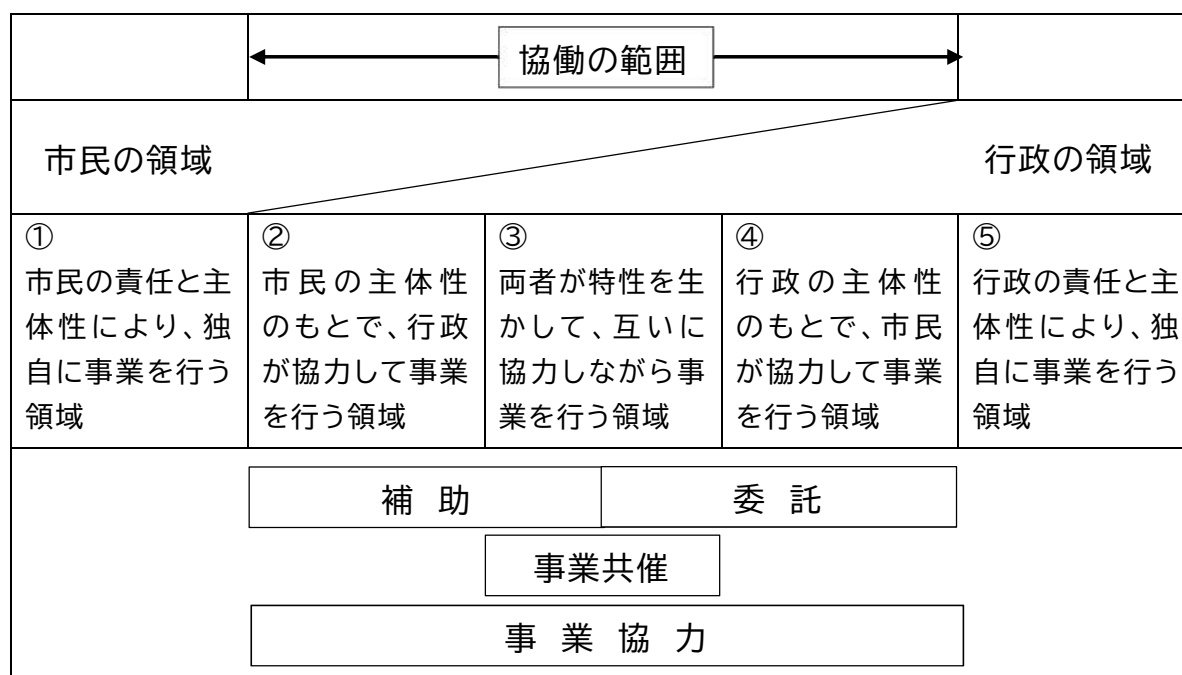 協働の範囲
市民の領域
行政の領域
①
市民の責任と主
体性により、独
自に事業を行う
領域
②
市民の主体性
のもとで、行政
が協力して事業
を行う領域
③
両者が特性を生
かして、互いに
協力しながら事
業を行う領域
④
行政の主体性
のもとで、市民
が協力して事業
を行う領域
⑤
行政の責任と主
体性により、独
自に事業を行う
領域
補助
委託
事業共催
事業協力